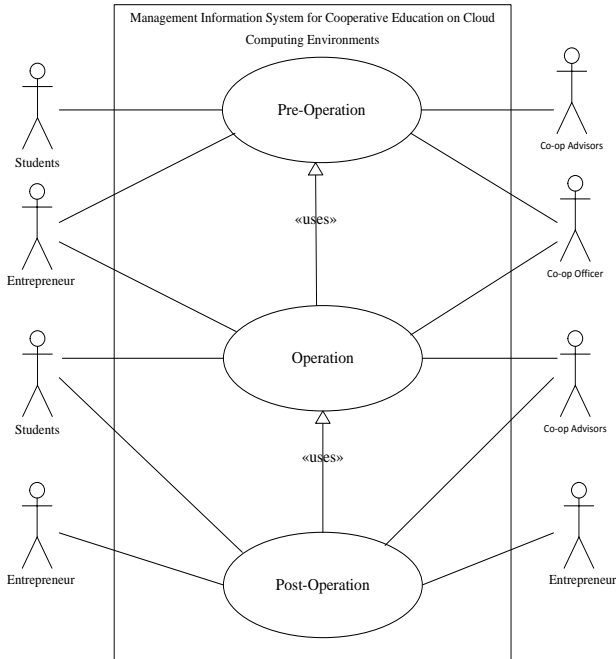 Management Information System for Cooperative Education on Cloud
Computing Environments
Pre-Operation
Students
Co-op Advisors
«uses»
Entrepreneur
Co-op Officer
Operation
Students
Co-op Advisors
«uses»
Entrepreneur
Post-Operation
Entrepreneur